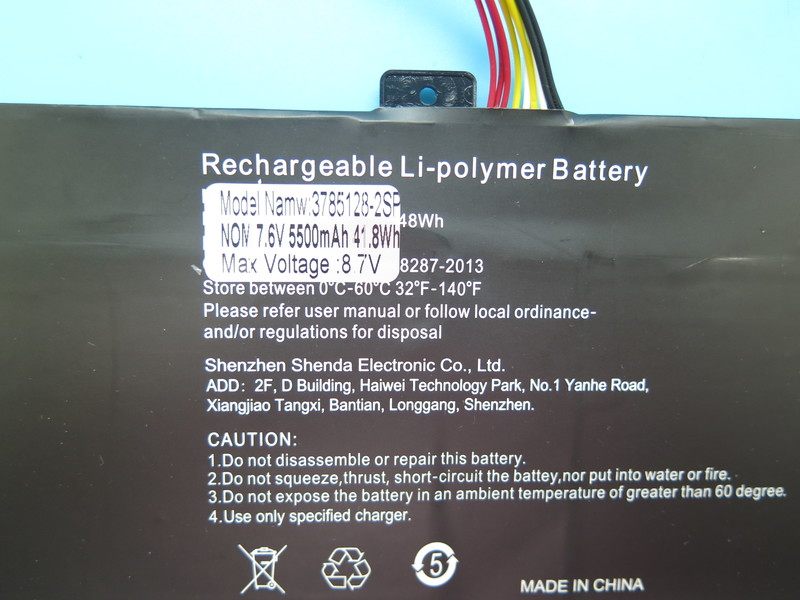 Rechargeable Li-polymer Battery
Model Namw:3785128-2SP
NOM 7.6V 5500mAh 41.8Wh
48Wh
Max Voltage :8.7V
8287-2013
Store between 0°C-60°C 32°F-140°F
Please refer user manual or follow local ordinance-
and/or regulations for disposal
Shenzhen Shenda Electronic Co., Ltd.
ADD: 2F, D Building, Haiwei Technology Park, No.1 Yanhe Road,
Xiangjiao Tangxi, Bantian, Longgang, Shenzhen.
CAUTION:
1.Do not disassemble or repair this battery.
2.Do not squeeze,thrust, short-circuit the battey,nor put into water or fire.
3.Do not expose the battery in an ambient temperature of greater than 60 degree.
4.Use only specified charger.
5
MADE IN CHINA